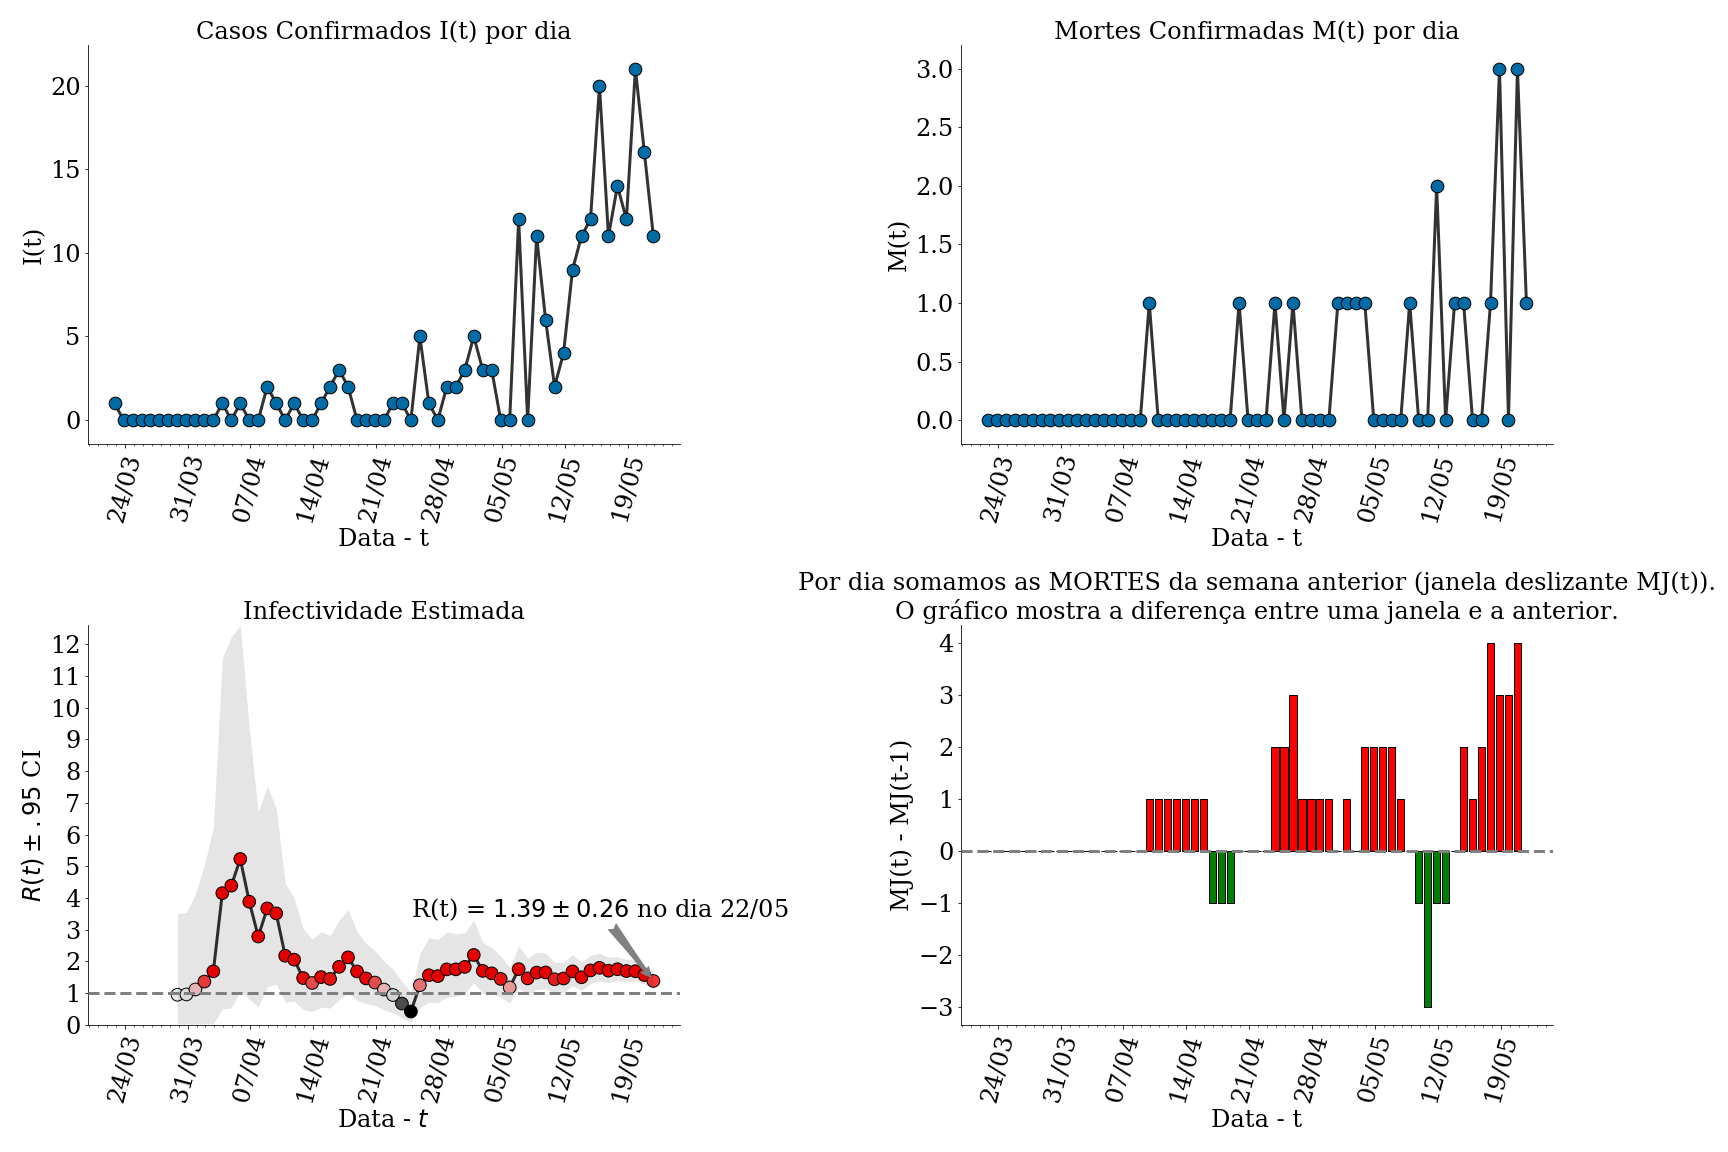 Casos Confirmados I(t) por dia
I(t)
20
15
10
5
0
24/03 31/03 07/04 14/04 21/04 28/04 05/05 12/05 19/05
Data - t
Mortes Confirmadas M(t) por dia
M(t)
3.0
2.5
2.0
1.5
1.0
0.5
0.0
24/03 31/03 07/04 14/04 21/04 28/04 05/05 12/05 19/05
Data - t
Infectividade Estimada
R(t) ± .95 CI
12
11
10
9
8
7
6
5
4
3
2
1
0
R(t) = 1.39 ± 0.26 no dia 22/05
24/03 31/03 07/04 14/04 21/04 28/04 05/05 12/05 19/05
Data - t
Por dia somamos as MORTES da semana anterior (janela deslizante MJ(t)).
O gráfico mostra a diferença entre uma janela e a anterior.
MJ(t) - MJ(t-1)
4
3
2
1
0
−1
−2
−3
24/03 31/03 07/04 14/04 21/04 28/04 05/05 12/05 19/05
Data - t